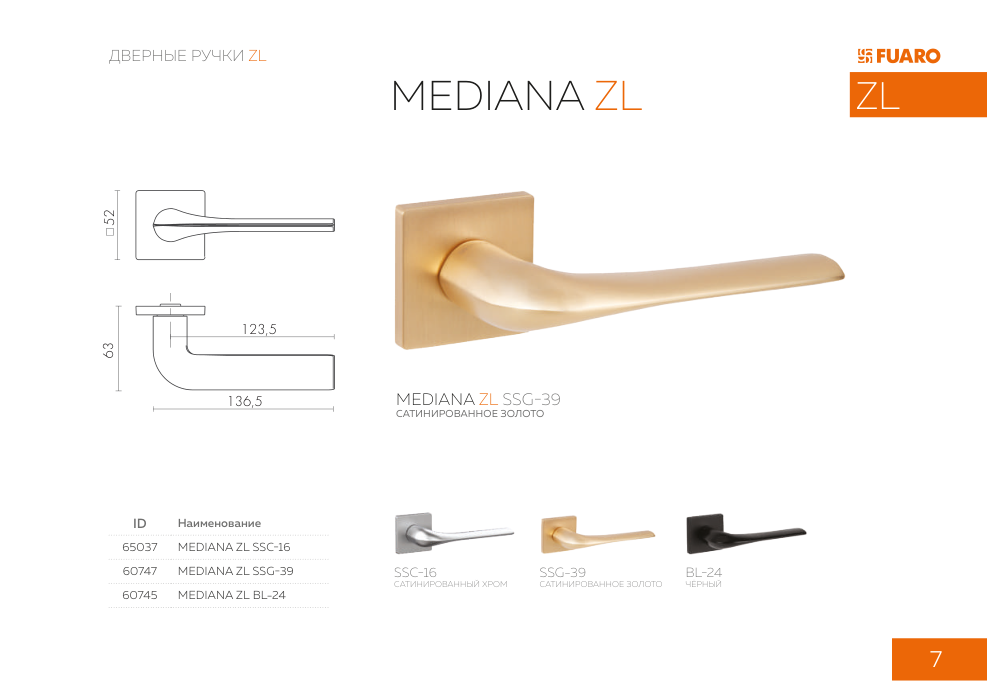 ДВЕРНЫЕ РУЧКИ ZL
FUARO
ZL
MEDIANA ZL
□52
63
123,5
136,5
MEDIANA ZL SSG-39
САТИНИРОВАННОЕ ЗОЛОТО
ID Наименование
65037 MEDIANA ZL SSC-16
60747 MEDIANA ZL SSG-39
60745 MEDIANA ZL BL-24
SSC-16
САТИНИРОВАННЫЙ ХРОМ
SSG-39
САТИНИРОВАННОЕ ЗОЛОТО
BL-24
ЧЕРНЫЙ
7